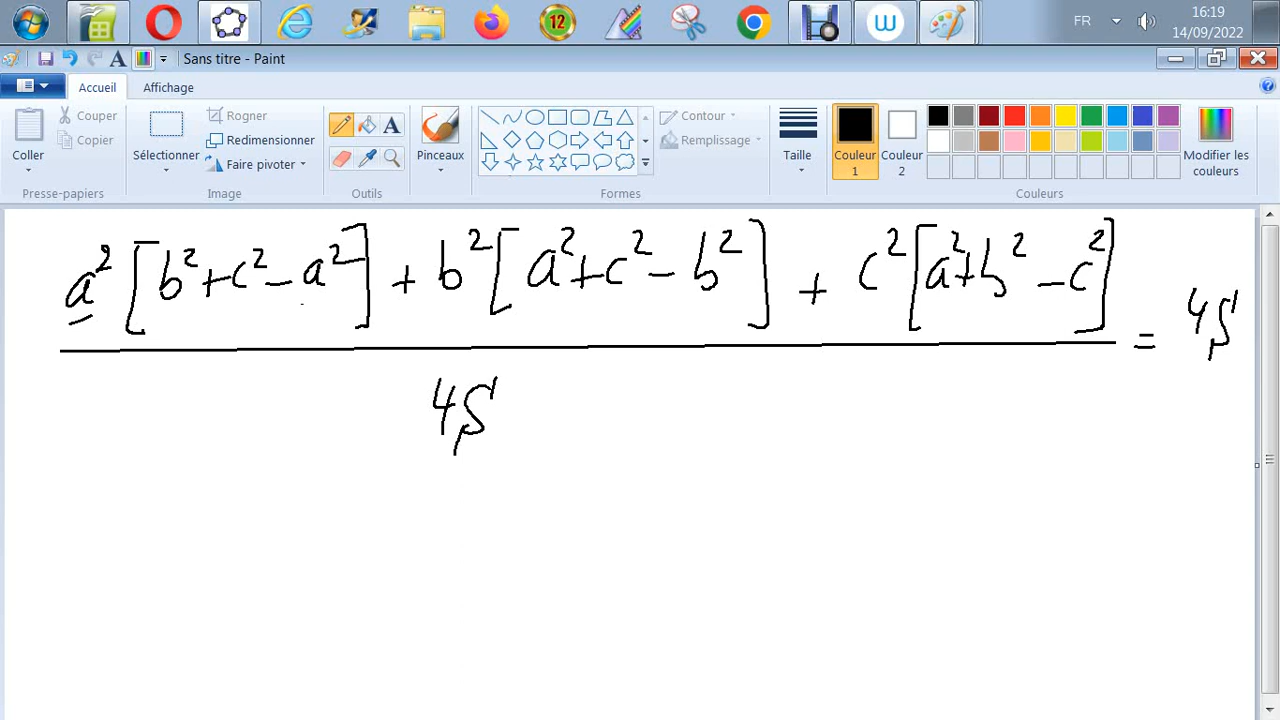 12
W
FR
16:19
14/09/2022
Sans titre - Paint
Accueil
Affichage
Coller
Couper
Copier
Presse-papiers
Sélectionner
Rogner
Redimensionner
Faire pivoter
Image
Outils
Pinceaux
Contour
Remplissage
Formes
Taille
Couleur 1
Couleur 2
Modifier les couleurs
Couleurs
a² [b² + c² - a²] + b² [a² + c² - b²] + c² [a² + b² - c²]
= 4S
4S